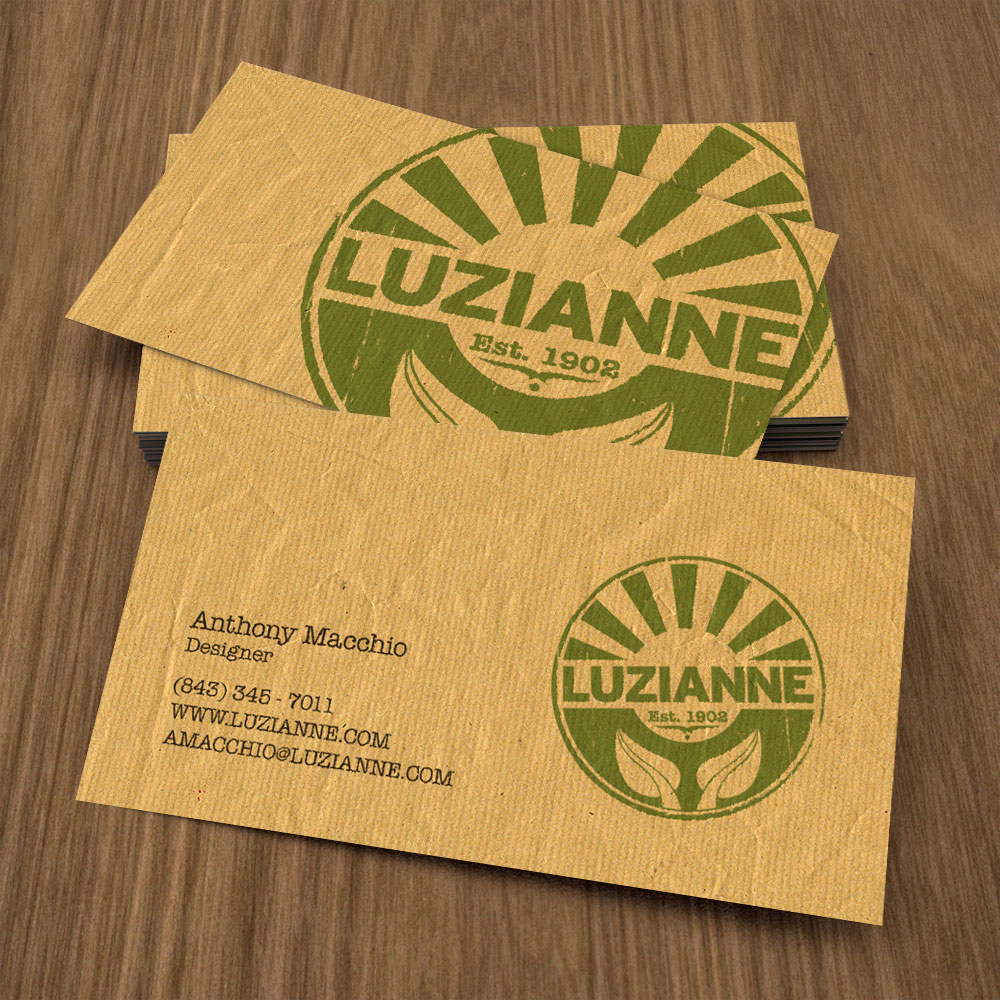 LUZIANNE
Est. 1902
Anthony Macchio
Designer
(843) 345 - 7011
WWW.LUZIANNE.COM
AMACCHIO@LUZIANNE.COM
LUZIANNE
Est. 1902